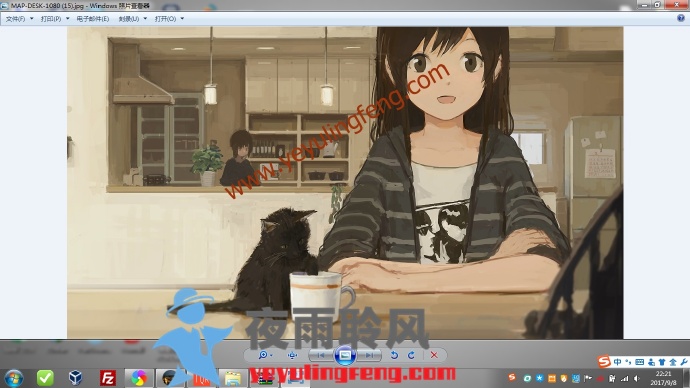 MAP-DESK-1080 (15).jpg - Windows 照片查看器
文件(F) 打印(P) 电子邮件(E) 刻录(U) 打开(O)
www.yeyulingfeng.com
夜雨聆风
yeyulingfeng.com
中
22:21
2017/9/8